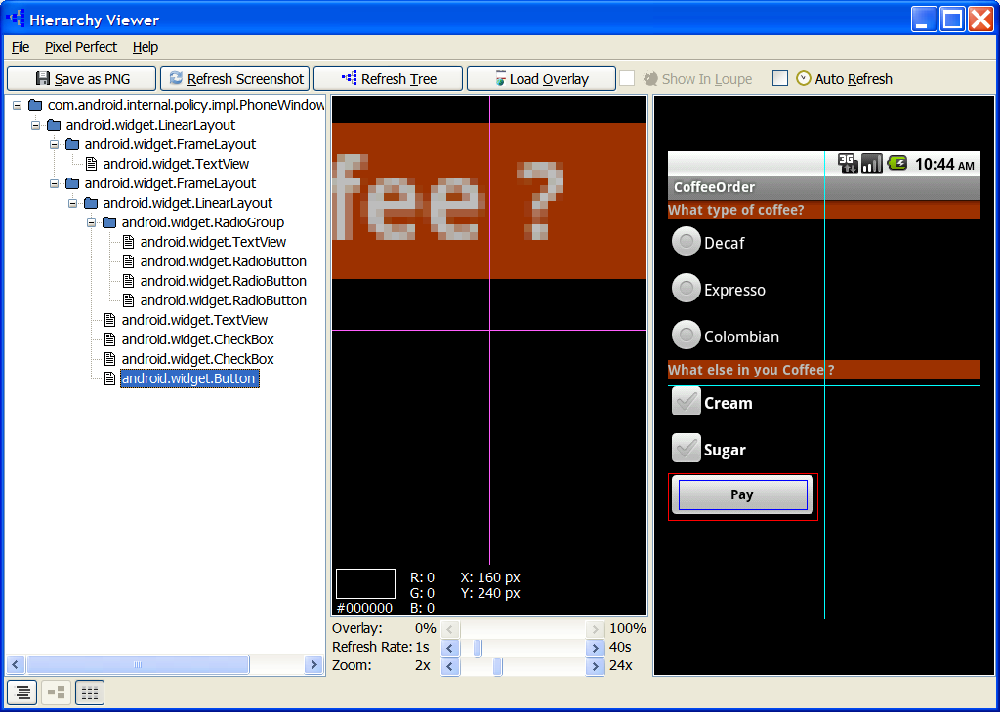 Hierarchy Viewer
File Pixel Perfect Help
Save as PNG Refresh Screenshot Refresh Tree Load Overlay Show In Loupe Auto Refresh
com.android.internal.policy.impl.PhoneWindow
android.widget.LinearLayout
android.widget.FrameLayout
android.widget.TextView
android.widget.FrameLayout
android.widget.LinearLayout
android.widget.RadioGroup
android.widget.TextView
android.widget.RadioButton
android.widget.RadioButton
android.widget.RadioButton
android.widget.TextView
android.widget.CheckBox
android.widget.CheckBox
android.widget.Button
fee ?
#000000
R: 0 X: 160 px
G: 0 Y: 240 px
B: 0
Overlay: 0% 100%
Refresh Rate: 1s 40s
Zoom: 2x 24x
3G 10:44 AM
CoffeeOrder
What type of coffee?
Decaf
Expresso
Colombian
What else in you Coffee ?
Cream
Sugar
Pay